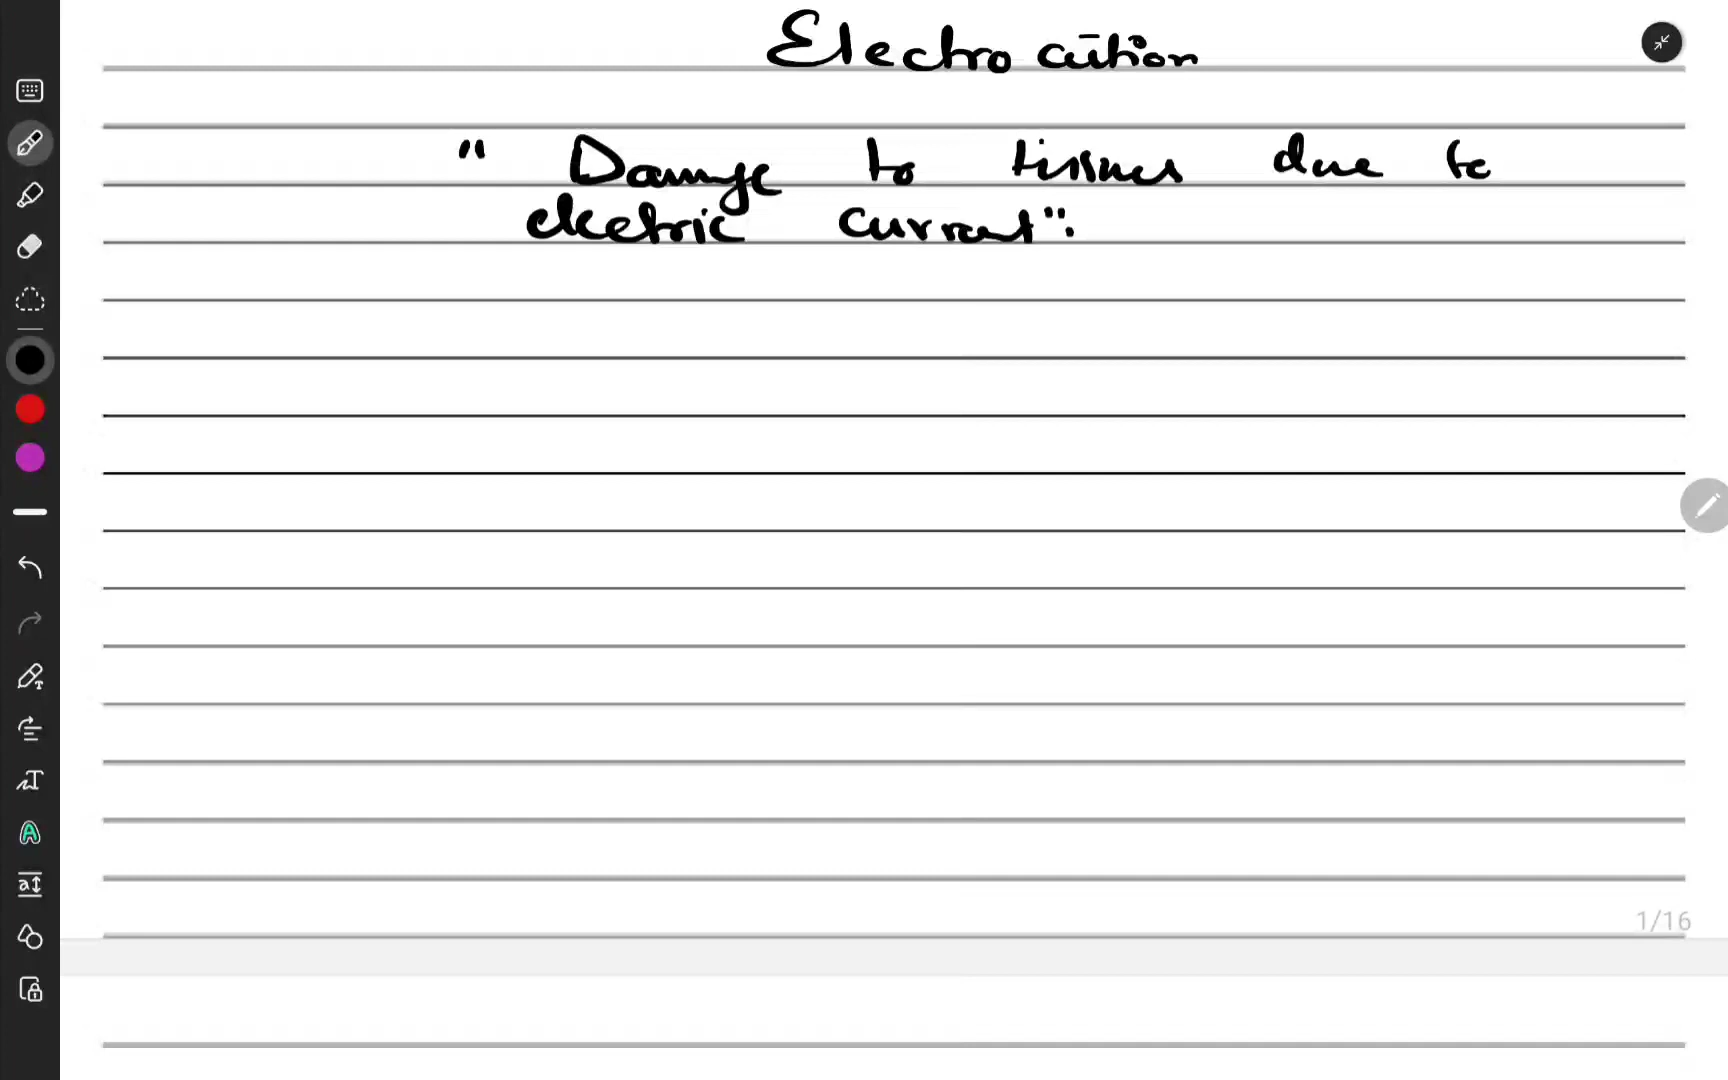 Electrocution
" Damage to tissues due to
electric current".
1/16